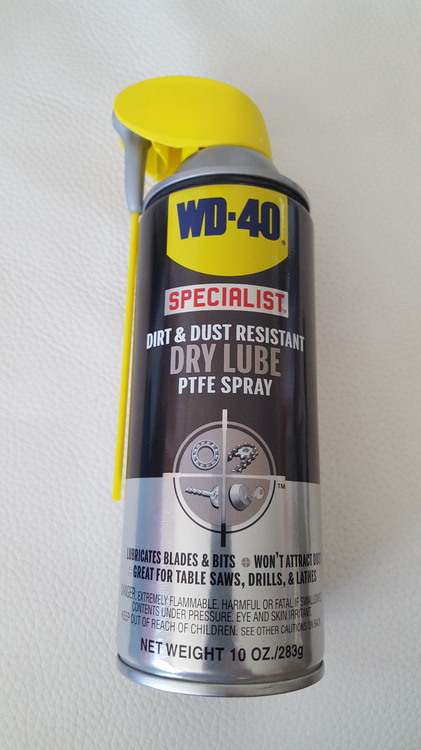 WD-40®
SPECIALIST
DIRT & DUST RESISTANT
DRY LUBE
PTFE SPRAY
™
LUBRICATES BLADES & BITS WON'T ATTRACT
GREAT FOR TABLE SAWS, DRILLS, & LATHES
DANGER: EXTREMELY FLAMMABLE. HARMFUL OR FATAL IF SWALLOWED.
CONTENTS UNDER PRESSURE. EYE AND SKIN IRRITANT.
KEEP OUT OF REACH OF CHILDREN. SEE OTHER CAUTIONS ON
NET WEIGHT 10 OZ./283g